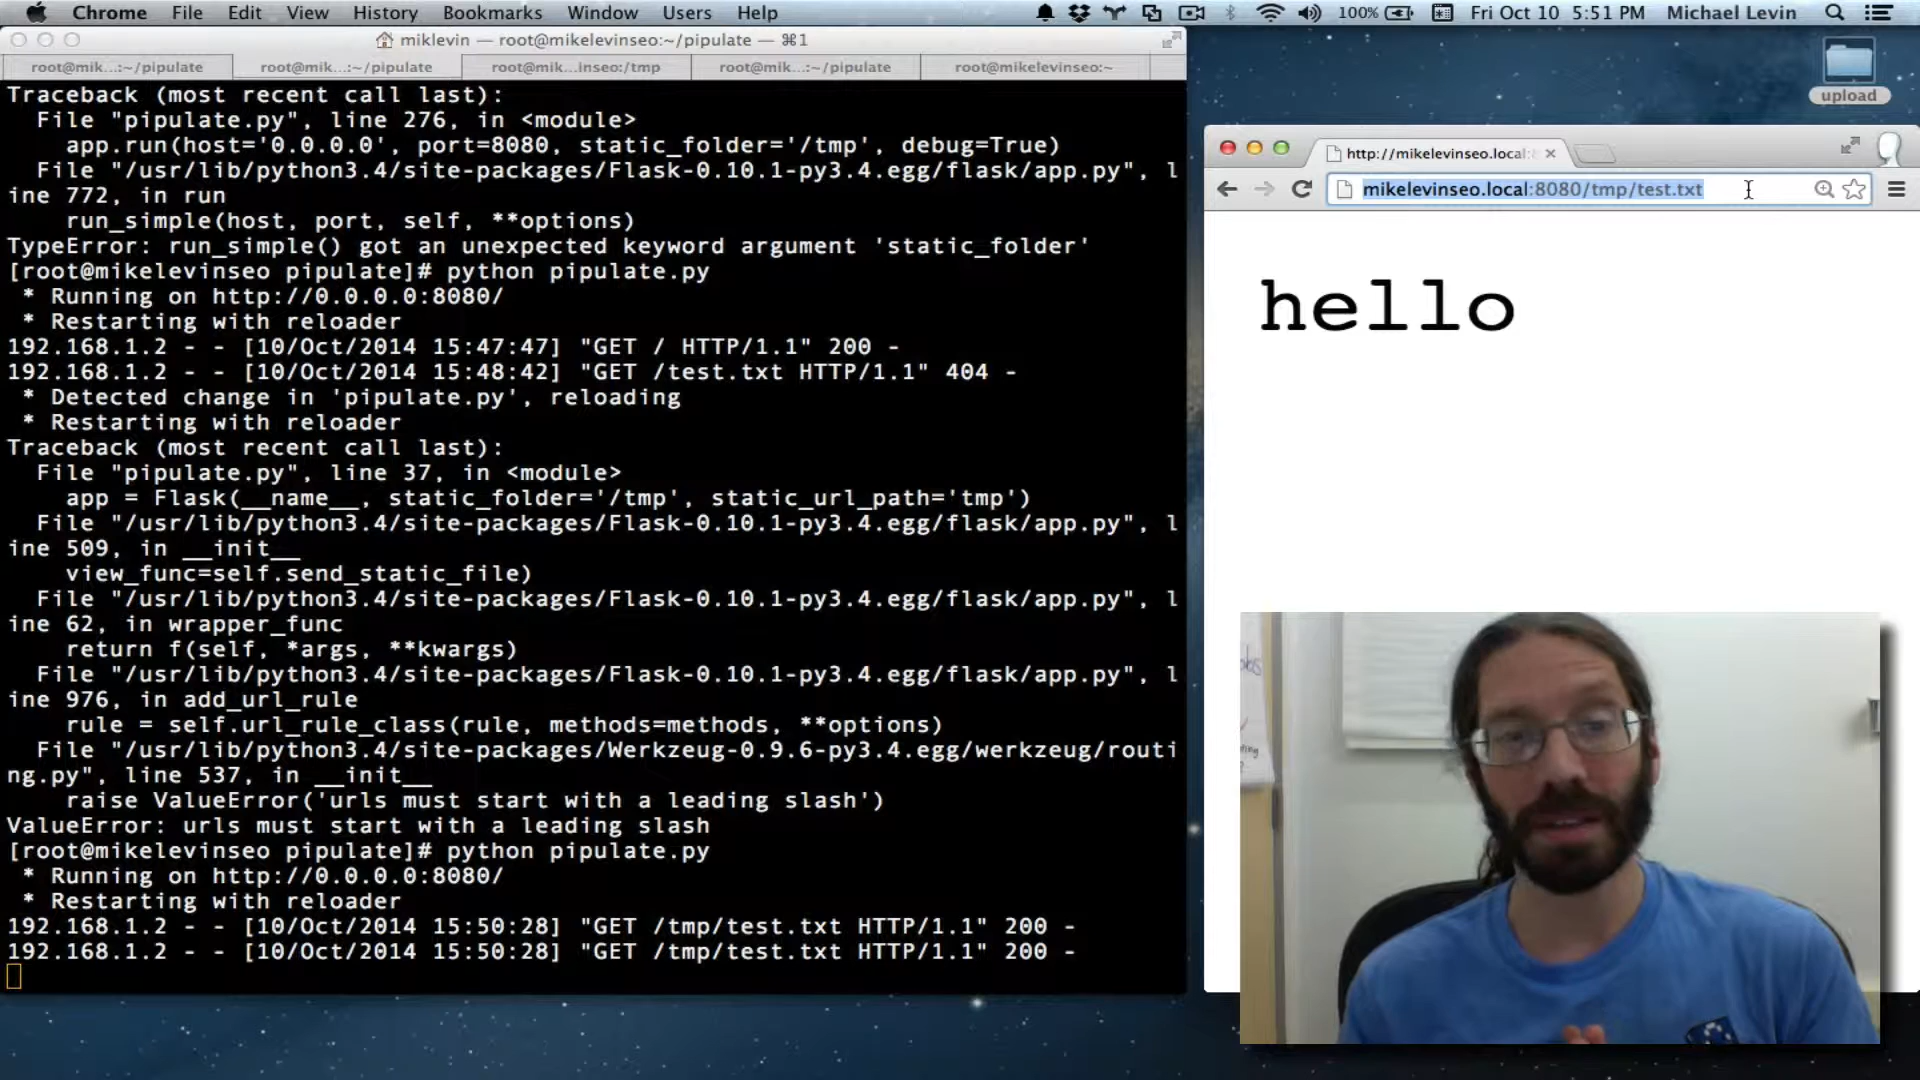 Chrome File Edit View History Bookmarks Window Users Help 100% Fri Oct 10 5:51 PM Michael Levin
miklevin — root@mikelevinseo:~/pipulate — ⌘1
root@mik...:~/pipulate root@mik...:~/pipulate root@mik...inseo:/tmp root@mik...:~/pipulate root@mikelevinseo:~
Traceback (most recent call last):
File "pipulate.py", line 276, in <module>
app.run(host='0.0.0.0', port=8080, static_folder='/tmp', debug=True)
File "/usr/lib/python3.4/site-packages/Flask-0.10.1-py3.4.egg/flask/app.py", l
ine 772, in run
run_simple(host, port, self, **options)
TypeError: run_simple() got an unexpected keyword argument 'static_folder'
[root@mikelevinseo pipulate]# python pipulate.py
* Running on http://0.0.0.0:8080/
* Restarting with reloader
192.168.1.2 - - [10/Oct/2014 15:47:47] "GET / HTTP/1.1" 200 -
192.168.1.2 - - [10/Oct/2014 15:48:42] "GET /test.txt HTTP/1.1" 404 -
* Detected change in 'pipulate.py', reloading
* Restarting with reloader
Traceback (most recent call last):
File "pipulate.py", line 37, in <module>
app = Flask(__name__, static_folder='/tmp', static_url_path='tmp')
File "/usr/lib/python3.4/site-packages/Flask-0.10.1-py3.4.egg/flask/app.py", l
ine 509, in __init__
view_func=self.send_static_file)
File "/usr/lib/python3.4/site-packages/Flask-0.10.1-py3.4.egg/flask/app.py", l
ine 62, in wrapper_func
return f(self, *args, **kwargs)
File "/usr/lib/python3.4/site-packages/Flask-0.10.1-py3.4.egg/flask/app.py", l
ine 976, in add_url_rule
rule = self.url_rule_class(rule, methods=methods, **options)
File "/usr/lib/python3.4/site-packages/Werkzeug-0.9.6-py3.4.egg/werkzeug/routi
ng.py", line 537, in __init__
raise ValueError('urls must start with a leading slash')
ValueError: urls must start with a leading slash
[root@mikelevinseo pipulate]# python pipulate.py
* Running on http://0.0.0.0:8080/
* Restarting with reloader
192.168.1.2 - - [10/Oct/2014 15:50:28] "GET /tmp/test.txt HTTP/1.1" 200 -
192.168.1.2 - - [10/Oct/2014 15:50:28] "GET /tmp/test.txt HTTP/1.1" 200 -
upload
http://mikelevinseo.local:
mikelevinseo.local:8080/tmp/test.txt
hello